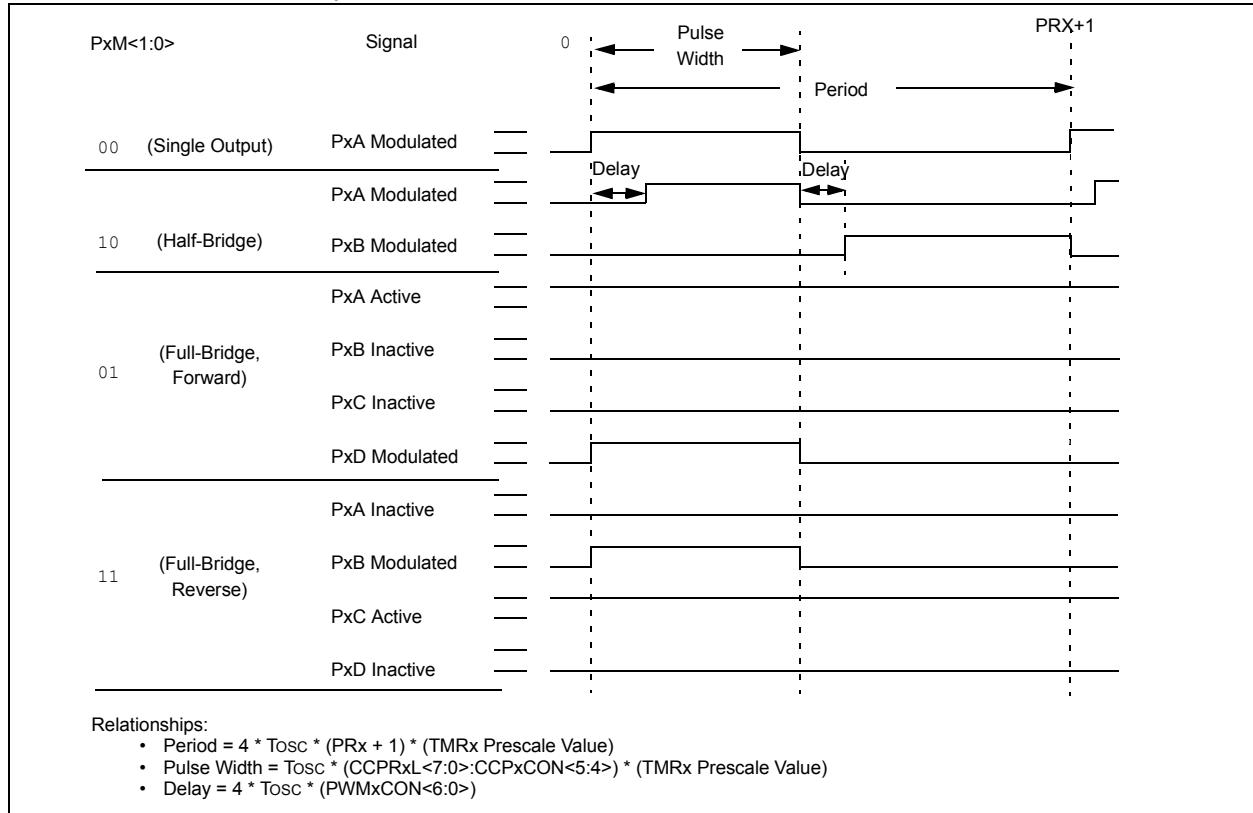 PxM<1:0> Signal 0 Pulse Width PRX+1
Period
00 (Single Output) PxA Modulated
Delay Delay
PxA Modulated
10 (Half-Bridge) PxB Modulated
PxA Active
01 (Full-Bridge, Forward) PxB Inactive
PxC Inactive
PxD Modulated
PxA Inactive
11 (Full-Bridge, Reverse) PxB Modulated
PxC Active
PxD Inactive
Relationships:
• Period = 4 * TOSC * (PRx + 1) * (TMRx Prescale Value)
• Pulse Width = TOSC * (CCPRxL<7:0>:CCPxCON<5:4>) * (TMRx Prescale Value)
• Delay = 4 * TOSC * (PWMxCON<6:0>)